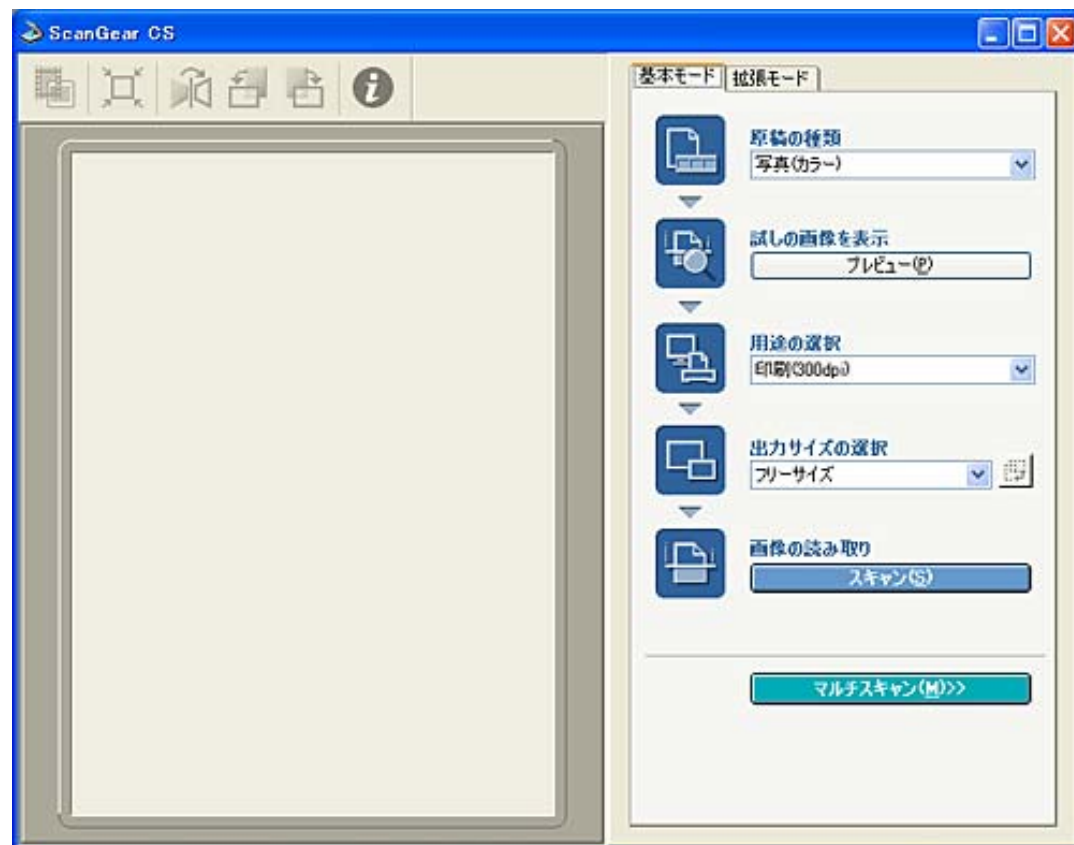 ScanGear CS
基本モード 拡張モード
原稿の種類
写真(カラー)
試しの画像を表示
プレビュー(P)
用途の選択
印刷(300dpi)
出力サイズの選択
フリーサイズ
画像の読み取り
スキャン(S)
マルチスキャン(M)>>